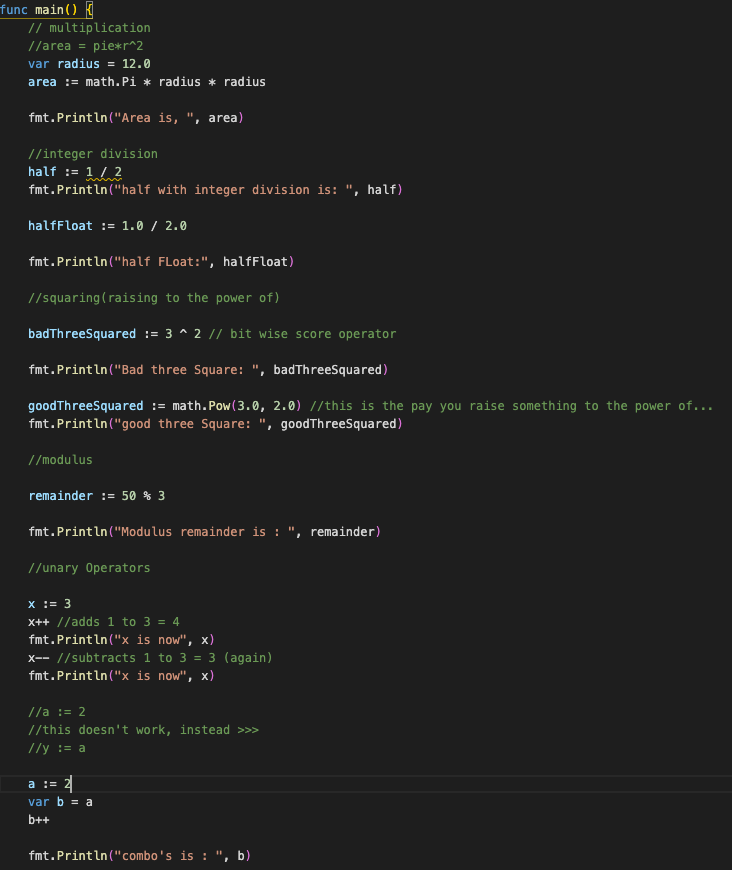 func main() {
// multiplication
//area = pie*r^2
var radius = 12.0
area := math.Pi * radius * radius
fmt.Println("Area is, ", area)
//integer division
half := 1 / 2
fmt.Println("half with integer division is: ", half)
halfFloat := 1.0 / 2.0
fmt.Println("half FLoat:", halfFloat)
//squaring(raising to the power of)
badThreeSquared := 3 ^ 2 // bit wise score operator
fmt.Println("Bad three Square: ", badThreeSquared)
goodThreeSquared := math.Pow(3.0, 2.0) //this is the pay you raise something to the power of...
fmt.Println("good three Square: ", goodThreeSquared)
//modulus
remainder := 50 % 3
fmt.Println("Modulus remainder is : ", remainder)
//unary Operators
x := 3
x++ //adds 1 to 3 = 4
fmt.Println("x is now", x)
x-- //subtracts 1 to 3 = 3 (again)
fmt.Println("x is now", x)
//a := 2
//this doesn't work, instead >>>
//y := a
a := 2
var b = a
b++
fmt.Println("combo's is : ", b)